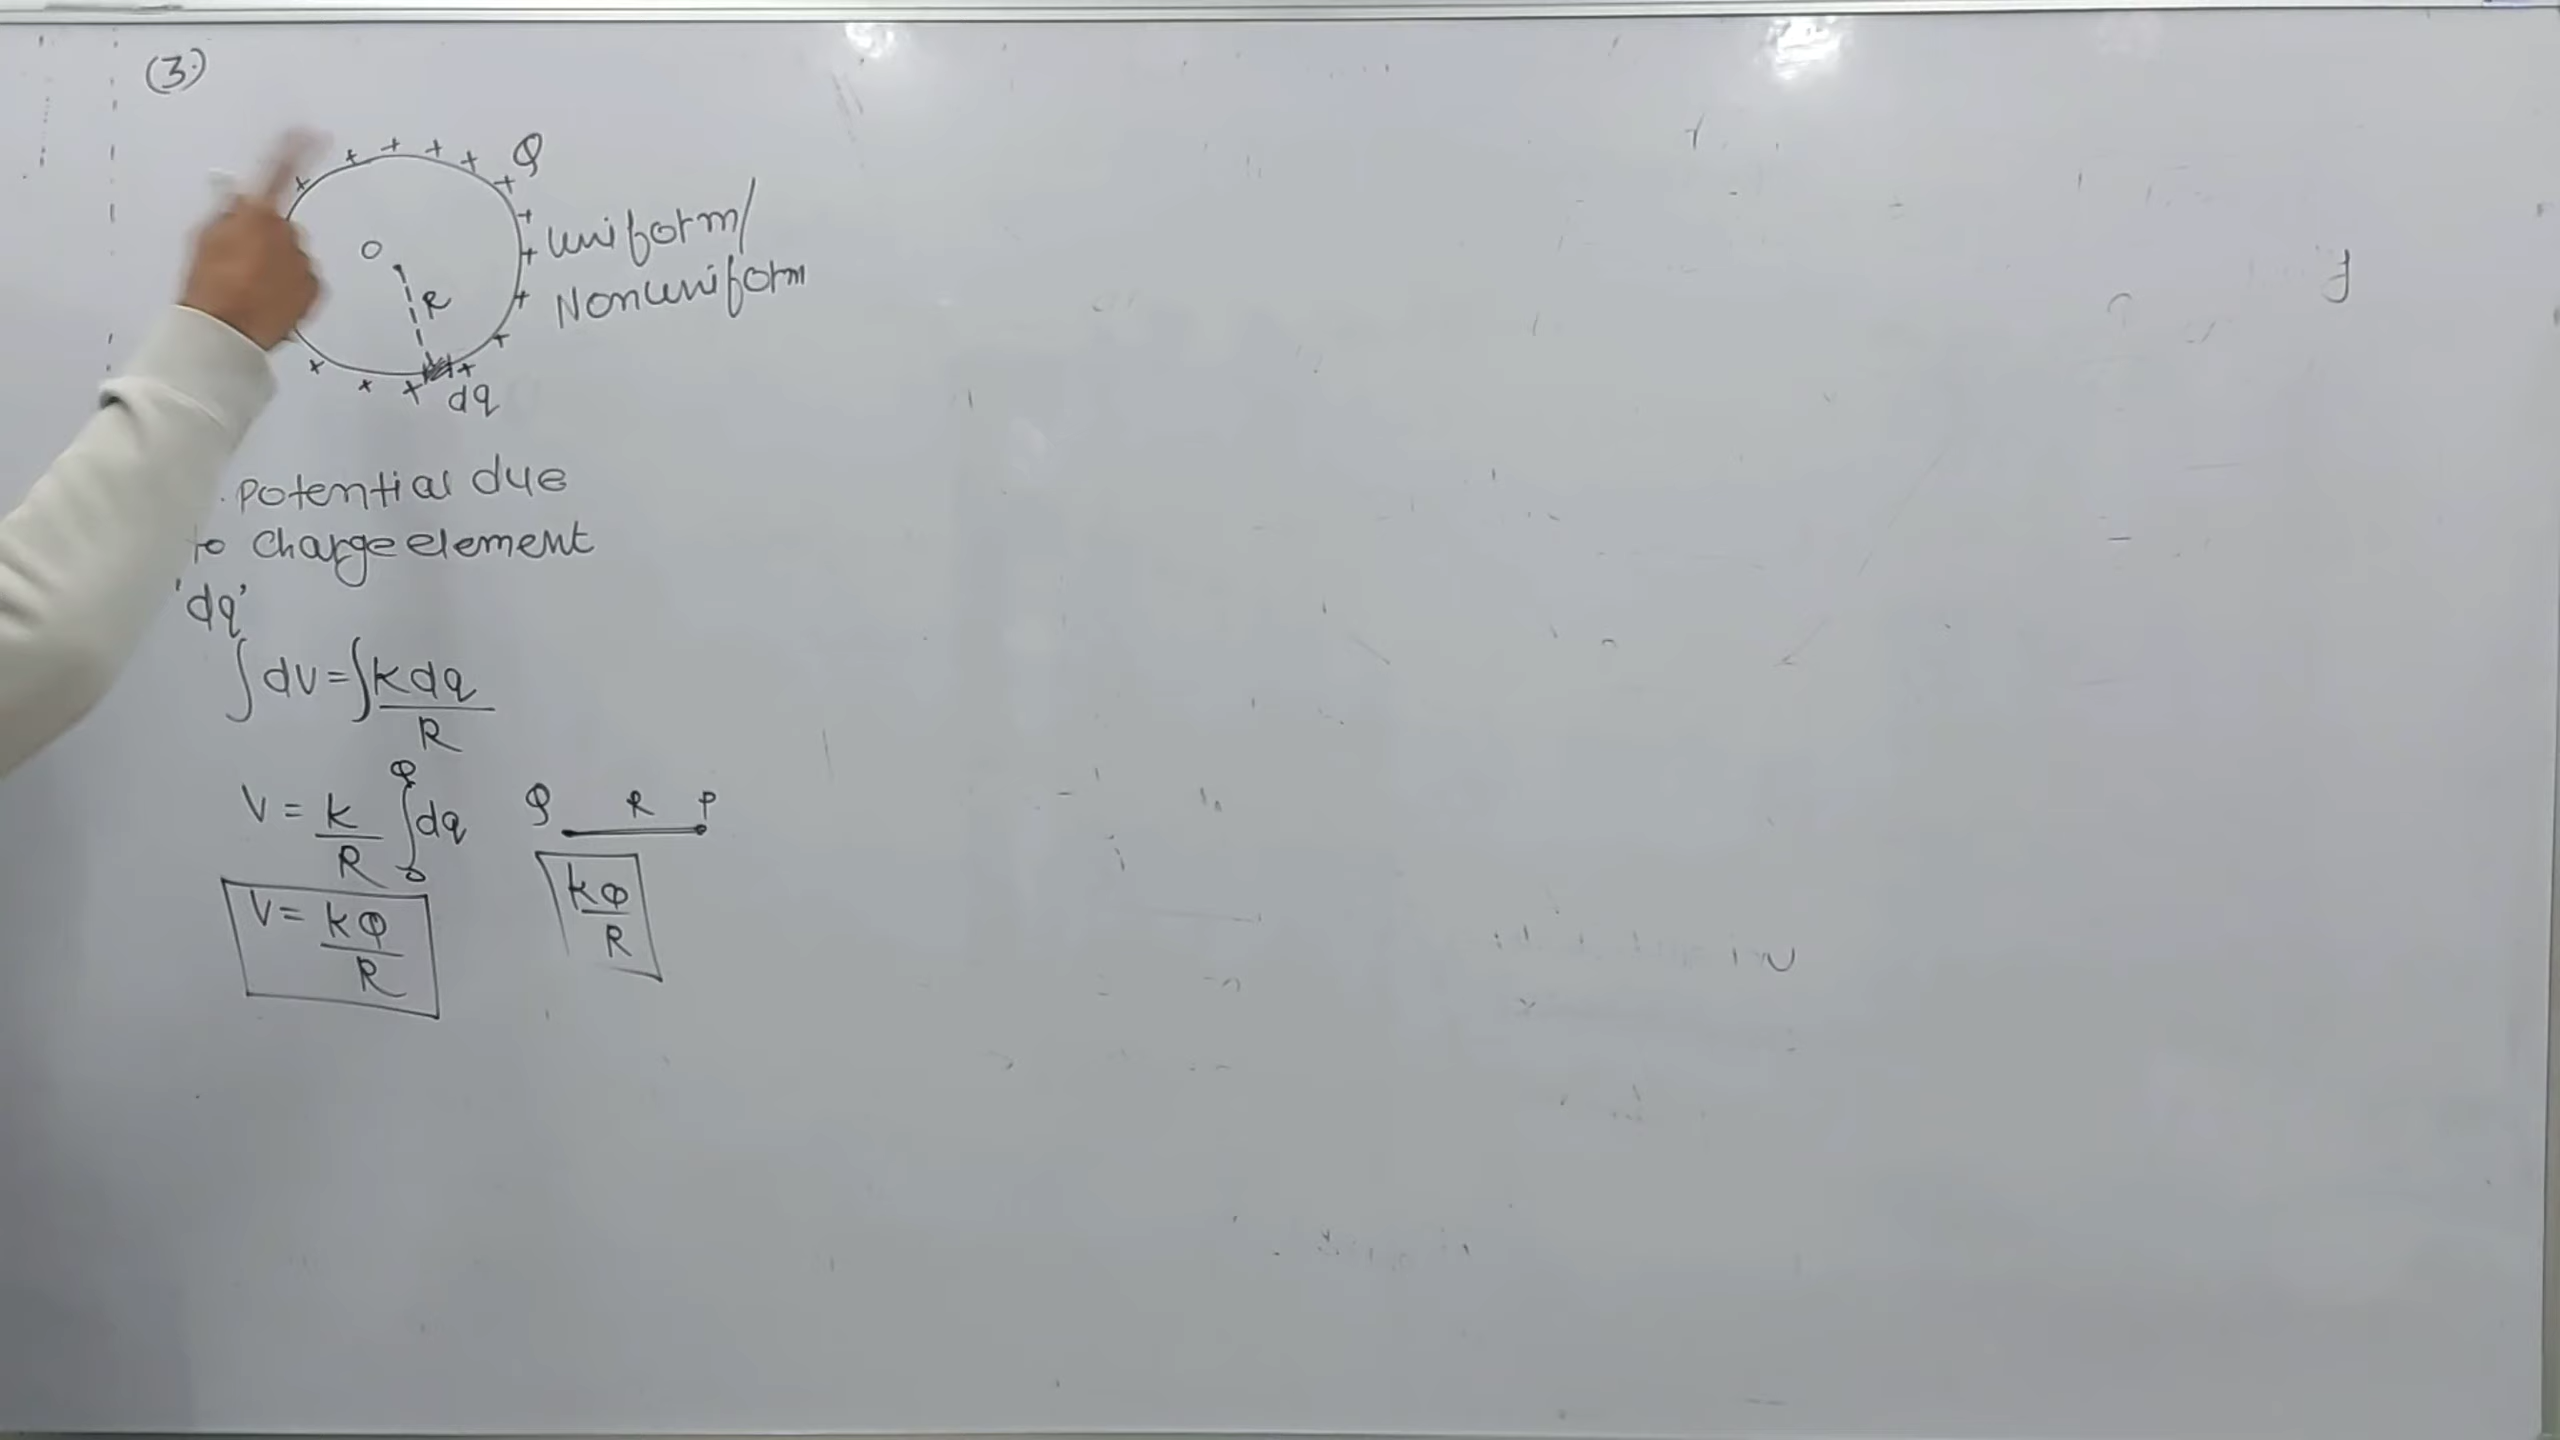 (3.)
Q
uniform/
Nonuniform
O
R
dq
potential due
to charge element
'dq'
∫dv = ∫kdq/R
V = k/R ∫₀^Q dq
Q R P
V = kQ/R
kQ/R